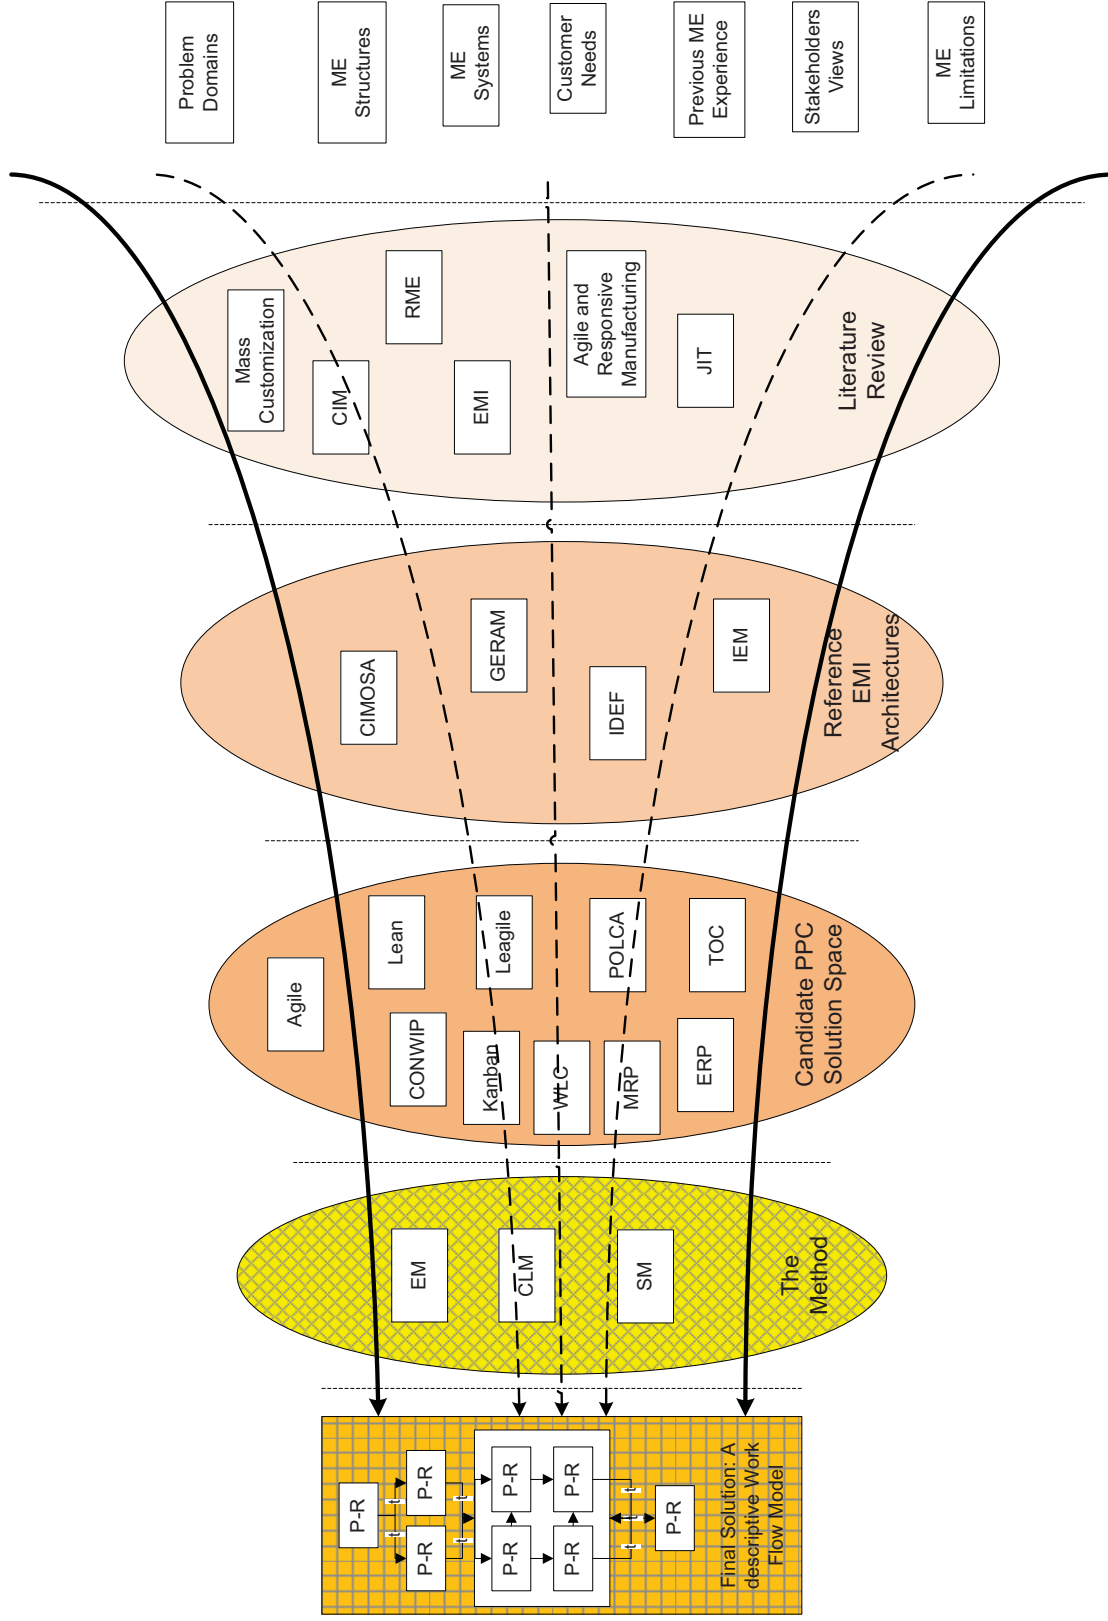 P-R
t
t
P-R
P-R
t
t
P-R
P-R
P-R
P-R
t
t
t
P-R
Final Solution: A
descriptive Work
Flow Model
EM
CLM
SM
The
Method
Agile
Lean
CONWIP
Leagile
Kanban
WLC
POLCA
MRP
TOC
ERP
Candidate PPC
Solution Space
CIMOSA
GERAM
IDEF
IEM
Reference
EMI
Architectures
Mass
Customization
CIM
RME
EMI
Agile and
Responsive
Manufacturing
JIT
Literature
Review
Problem
Domains
ME
Structures
ME
Systems
Customer
Needs
Previous ME
Experience
Stakeholders
Views
ME
Limitations